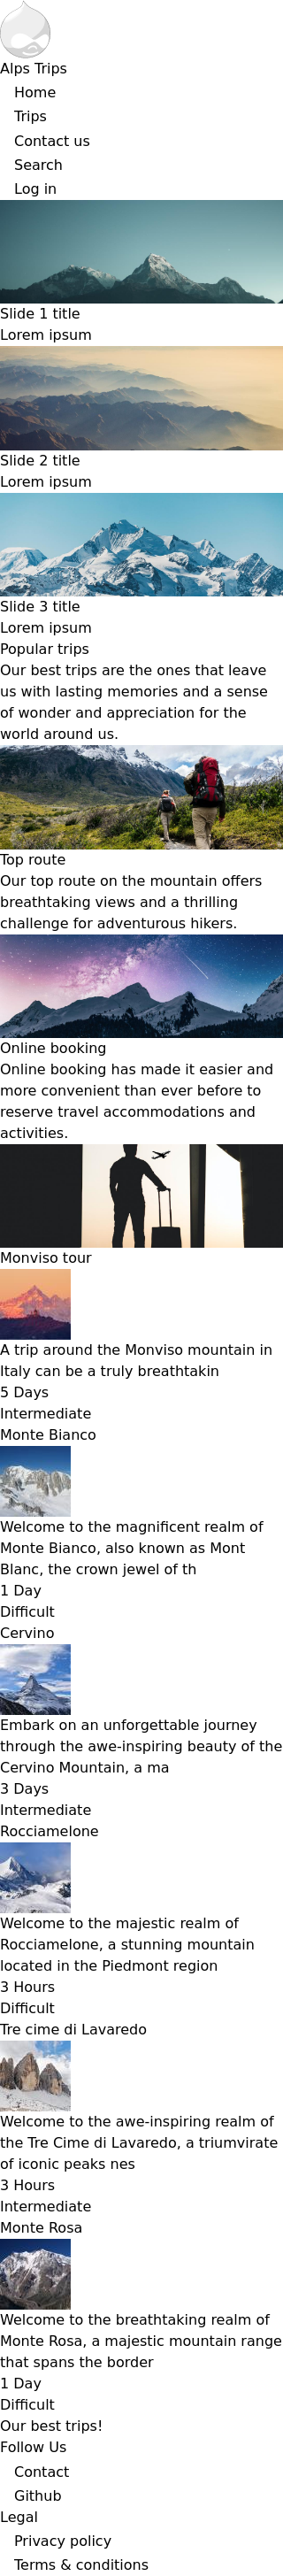 Alps Trips
Home
Trips
Contact us
Search
Log in
Slide 1 title
Lorem ipsum
Slide 2 title
Lorem ipsum
Slide 3 title
Lorem ipsum
Popular trips
Our best trips are the ones that leave
us with lasting memories and a sense
of wonder and appreciation for the
world around us.
Top route
Our top route on the mountain offers
breathtaking views and a thrilling
challenge for adventurous hikers.
Online booking
Online booking has made it easier and
more convenient than ever before to
reserve travel accommodations and
activities.
Monviso tour
A trip around the Monviso mountain in
Italy can be a truly breathtakin
5 Days
Intermediate
Monte Bianco
Welcome to the magnificent realm of
Monte Bianco, also known as Mont
Blanc, the crown jewel of th
1 Day
Difficult
Cervino
Embark on an unforgettable journey
through the awe-inspiring beauty of the
Cervino Mountain, a ma
3 Days
Intermediate
Rocciamelone
Welcome to the majestic realm of
Rocciamelone, a stunning mountain
located in the Piedmont region
3 Hours
Difficult
Tre cime di Lavaredo
Welcome to the awe-inspiring realm of
the Tre Cime di Lavaredo, a triumvirate
of iconic peaks nes
3 Hours
Intermediate
Monte Rosa
Welcome to the breathtaking realm of
Monte Rosa, a majestic mountain range
that spans the border
1 Day
Difficult
Our best trips!
Follow Us
Contact
Github
Legal
Privacy policy
Terms & conditions